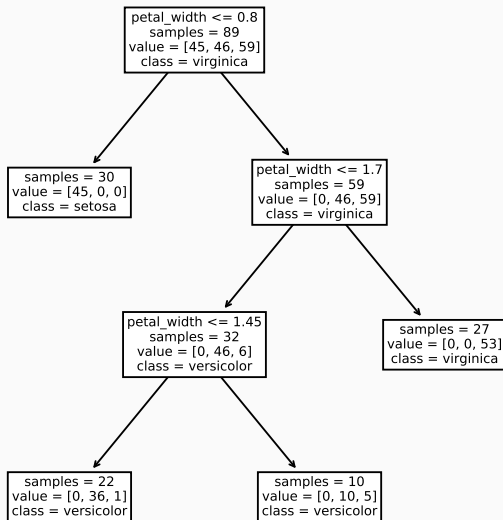 petal_width <= 0.8
samples = 89
value = [45, 46, 59]
class = virginica
samples = 30
value = [45, 0, 0]
class = setosa
petal_width <= 1.7
samples = 59
value = [0, 46, 59]
class = virginica
petal_width <= 1.45
samples = 32
value = [0, 46, 6]
class = versicolor
samples = 27
value = [0, 0, 53]
class = virginica
samples = 22
value = [0, 36, 1]
class = versicolor
samples = 10
value = [0, 10, 5]
class = versicolor